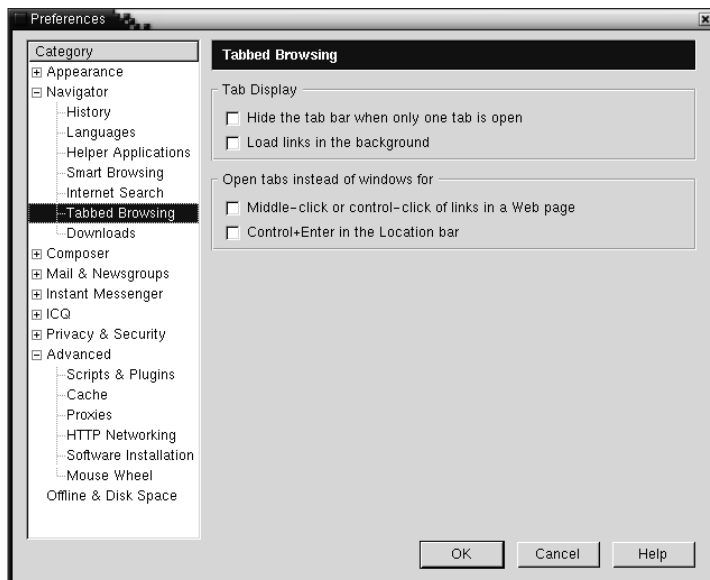 Preferences
Category
Appearance
Navigator
History
Languages
Helper Applications
Smart Browsing
Internet Search
Tabbed Browsing
Downloads
Composer
Mail & Newsgroups
Instant Messenger
ICQ
Privacy & Security
Advanced
Scripts & Plugins
Cache
Proxies
HTTP Networking
Software Installation
Mouse Wheel
Offline & Disk Space
Tabbed Browsing
Tab Display
Hide the tab bar when only one tab is open
Load links in the background
Open tabs instead of windows for
Middle-click or control-click of links in a Web page
Control+Enter in the Location bar
OK Cancel Help